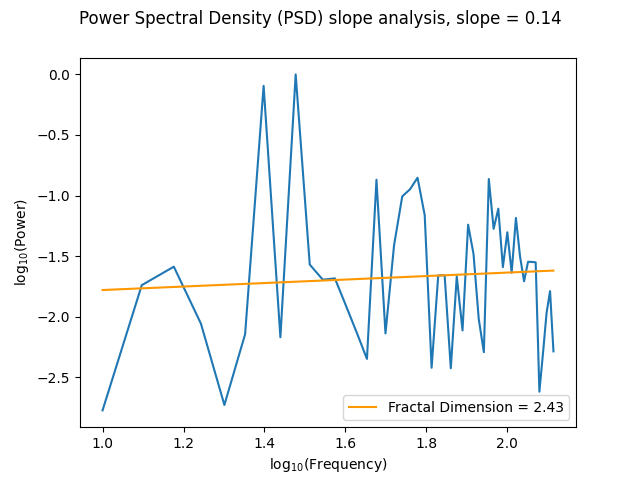 Power Spectral Density (PSD) slope analysis, slope = 0.14
0.0
−0.5
−1.0
−1.5
−2.0
−2.5
log₁₀(Power)
Fractal Dimension = 2.43
1.0 1.2 1.4 1.6 1.8 2.0
log₁₀(Frequency)